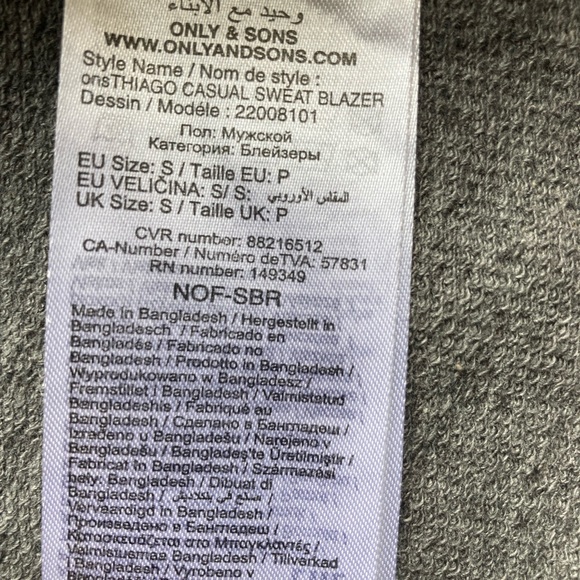 وحيد مع الأبناء
ONLY & SONS
WWW.ONLYANDSONS.COM
Style Name / Nom de style :
onsTHIAGO CASUAL SWEAT BLAZER
Dessin / Modéle : 22008101
Пол: Мужской
Категория: Блейзеры
EU Size: S / Taille EU: P
EU VELIČINA: S/ S: المقاس الأوروبي
UK Size: S / Taille UK: P
CVR number: 88216512
CA-Number / Numéro deTVA: 57831
RN number: 149349
NOF-SBR
Made in Bangladesh / Hergestellt in
Bangladesch / Fabricado en
Bangladés / Fabricado no
Bangladesh / Prodotto in Bangladesh /
Wyprodukowano w Bangladesz /
Fremstillet i Bangladesh / Valmistatud
Bangladeshis / Fabriqué au
Bangladesh / Сделано в Бангладеш /
Izrađeno u Bangladešu / Narejeno v
Bangladešu / Bangladeş'te Üretilmiştir /
Fabricat în Bangladesh / Származási
hely: Bangladesh / Dibuat di
Bangladesh / صنع في بنغلاديش /
Vervaardigd in Bangladesh /
Произведено в Бангладеш /
Κατασκευάζεται στο Μπαγκλαντές /
Valmistusmaa Bangladesh / Tillverkad
i Bangladesh / Vyrobeno v